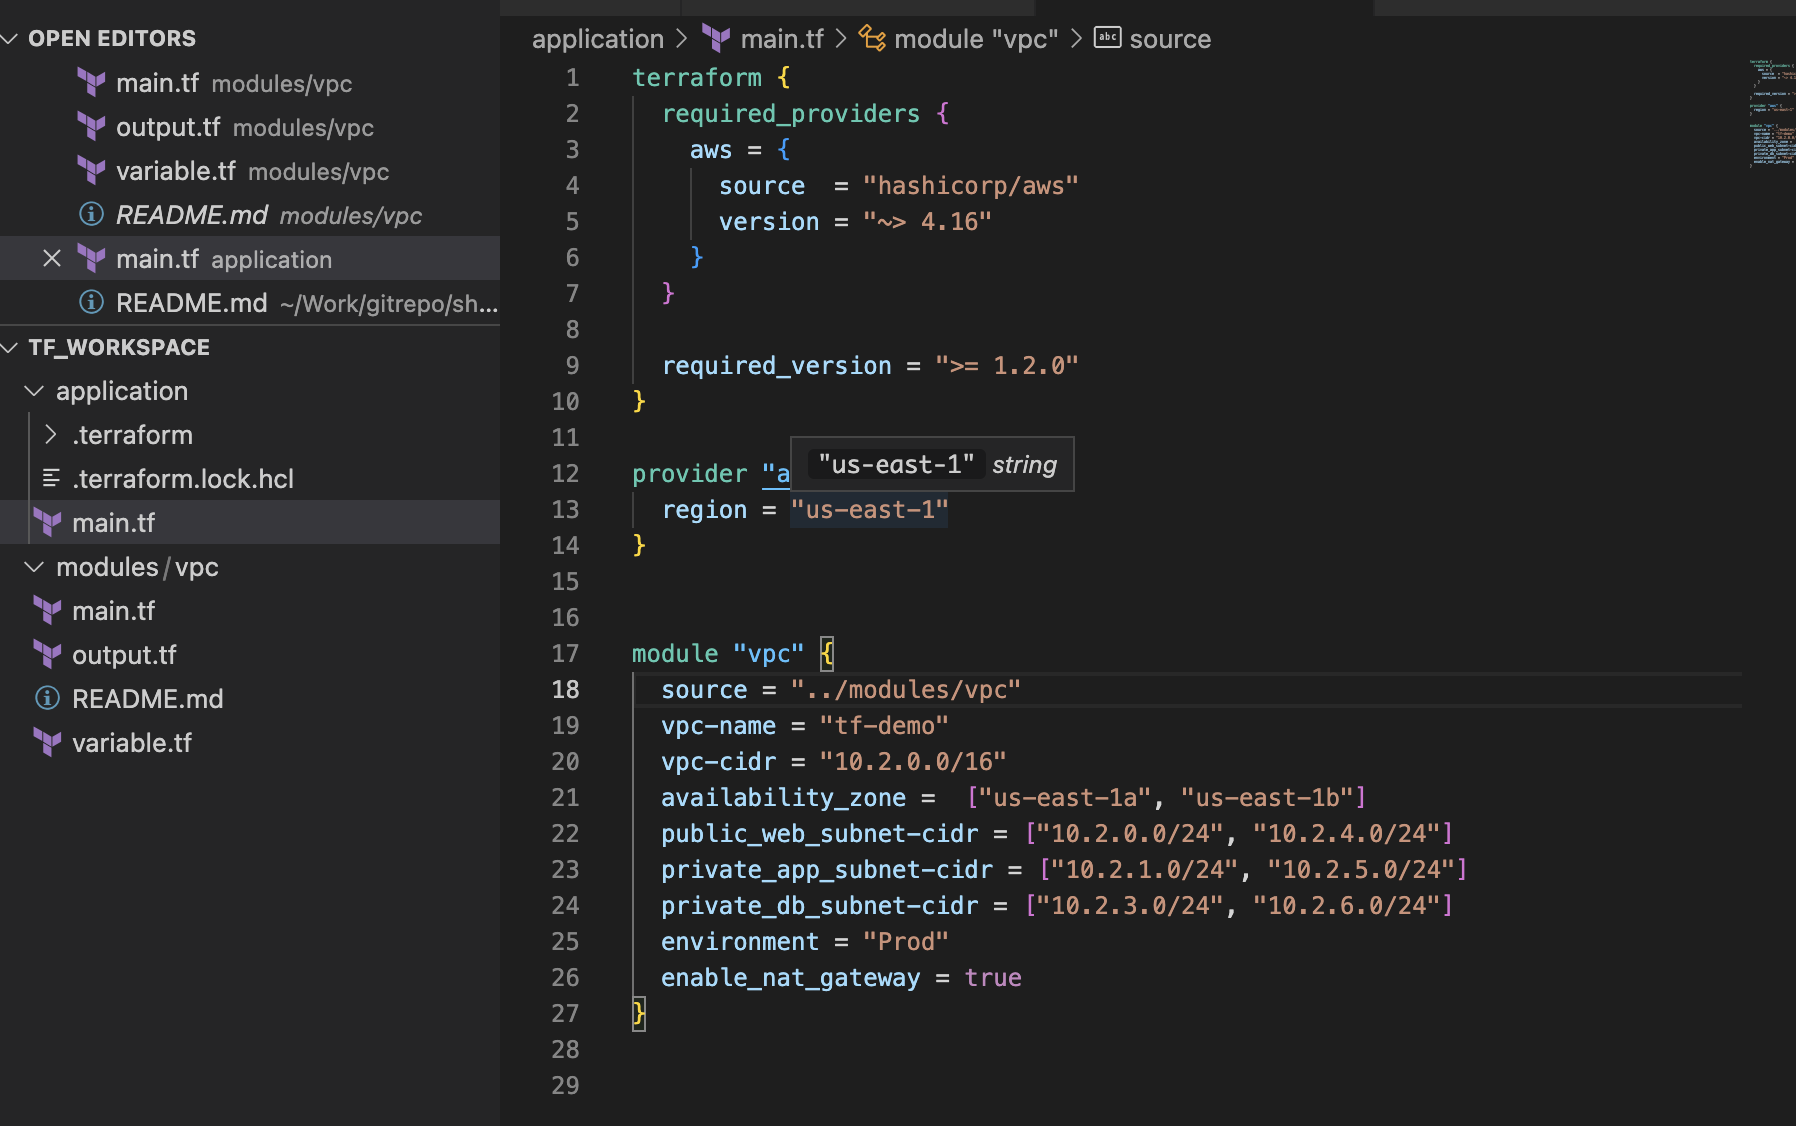 OPEN EDITORS
main.tf modules/vpc
output.tf modules/vpc
variable.tf modules/vpc
README.md modules/vpc
main.tf application
README.md ~/Work/gitrepo/sh...
TF_WORKSPACE
application
.terraform
.terraform.lock.hcl
main.tf
modules/vpc
main.tf
output.tf
README.md
variable.tf
application > main.tf > module "vpc" > abc source
1 terraform {
2   required_providers {
3     aws = {
4       source  = "hashicorp/aws"
5       version = "~> 4.16"
6     }
7   }
8
9   required_version = ">= 1.2.0"
10 }
11
"us-east-1" string
12 provider "a
13   region = "us-east-1"
14 }
15
16
17 module "vpc" {
18   source = "../modules/vpc"
19   vpc-name = "tf-demo"
20   vpc-cidr = "10.2.0.0/16"
21   availability_zone =  ["us-east-1a", "us-east-1b"]
22   public_web_subnet-cidr = ["10.2.0.0/24", "10.2.4.0/24"]
23   private_app_subnet-cidr = ["10.2.1.0/24", "10.2.5.0/24"]
24   private_db_subnet-cidr = ["10.2.3.0/24", "10.2.6.0/24"]
25   environment = "Prod"
26   enable_nat_gateway = true
27 }
28
29